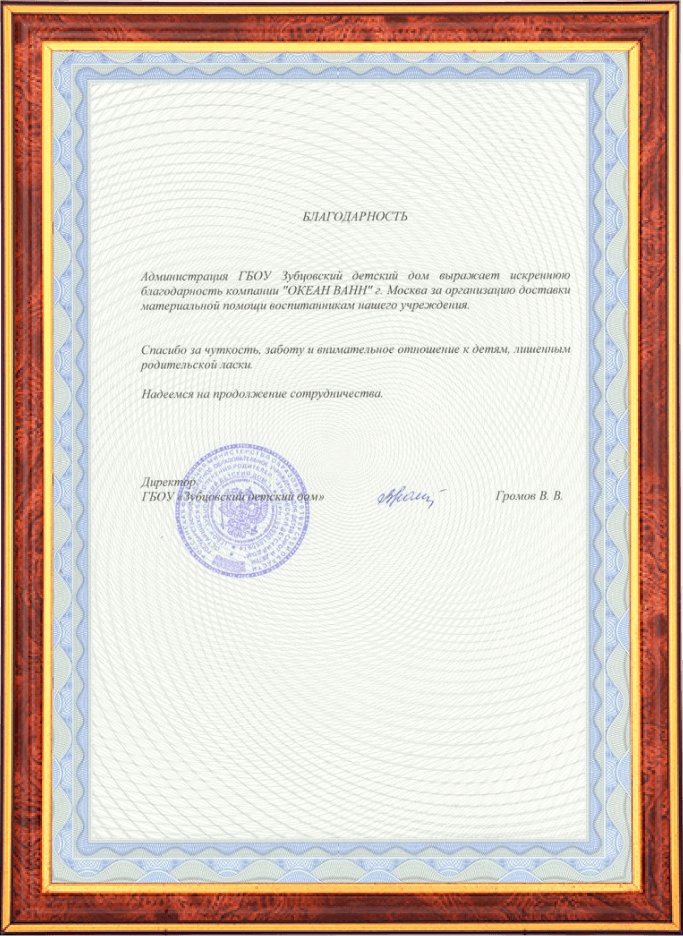 БЛАГОДАРНОСТЬ
Администрация ГБОУ Зубцовский детский дом выражает искреннюю
благодарность компании "ОКЕАН ВАНН" г. Москва за организацию доставки
материальной помощи воспитанникам нашего учреждения.
Спасибо за чуткость, заботу и внимательное отношение к детям, лишенным
родительской ласки.
Надеемся на продолжение сотрудничества.
Директор
ГБОУ «Зубцовский детский дом»
Громов В. В.